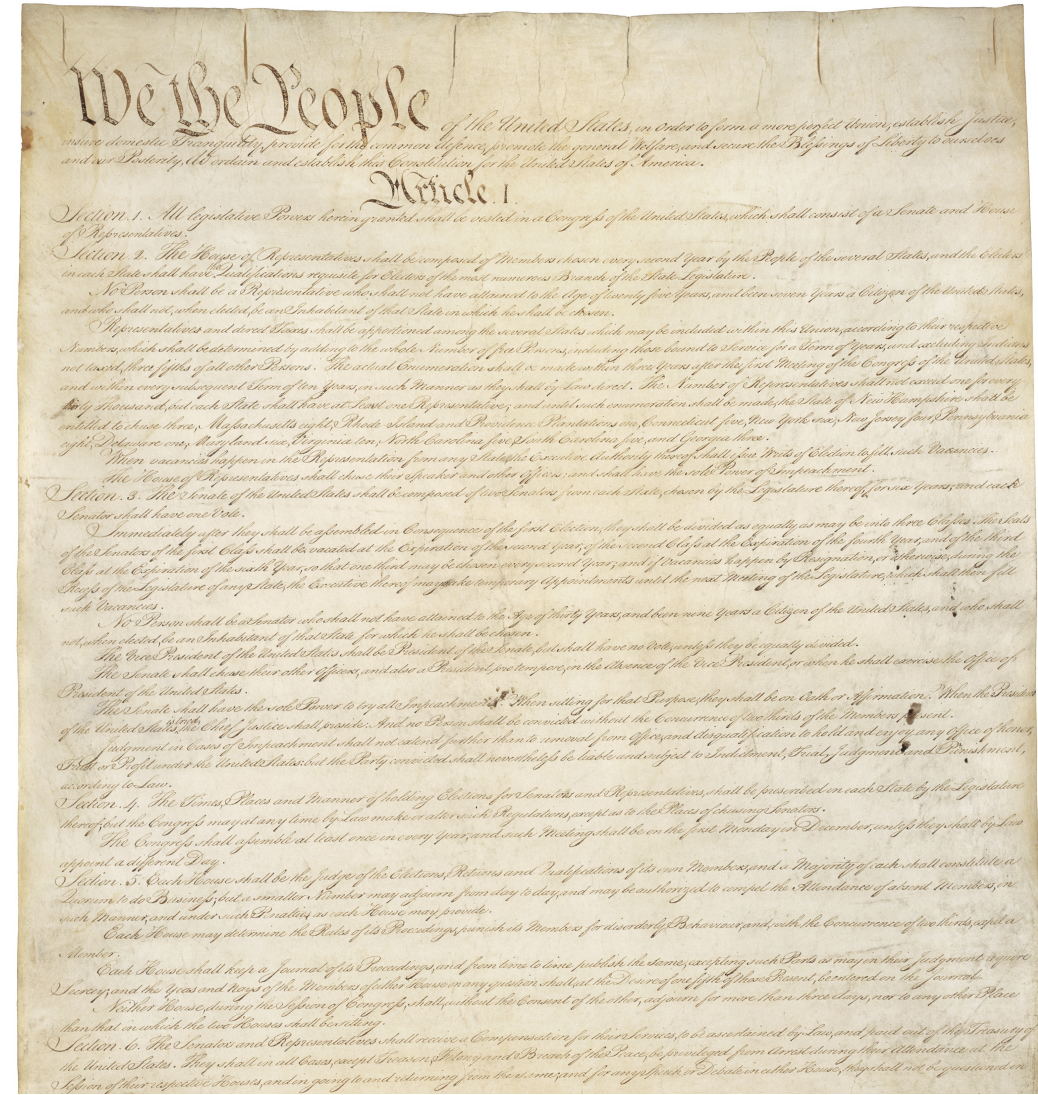 We the People of the United States, in Order to form a more perfect Union, establish Justice,
insure domestic Tranquility, provide for the common defence, promote the general Welfare, and secure the Blessings of Liberty to ourselves
and our Posterity, do ordain and establish this Constitution for the United States of America.
Article. I.
Section. 1. All legislative Powers herein granted shall be vested in a Congress of the United States, which shall consist of a Senate and House
of Representatives.
Section. 2. The House of Representatives shall be composed of Members chosen every second Year by the People of the several States, and the Electors
in each State shall have the Qualifications requisite for Electors of the most numerous Branch of the State Legislature.
No Person shall be a Representative who shall not have attained to the Age of twenty five Years, and been seven Years a Citizen of the United States,
and who shall not, when elected, be an Inhabitant of that State in which he shall be chosen.
Representatives and direct Taxes shall be apportioned among the several States which may be included within this Union, according to their respective
Numbers, which shall be determined by adding to the whole Number of free Persons, including those bound to Service for a Term of Years, and excluding Indians
not taxed, three fifths of all other Persons. The actual Enumeration shall be made within three Years after the first Meeting of the Congress of the United States,
and within every subsequent Term of ten Years, in such Manner as they shall by Law direct. The Number of Representatives shall not exceed one for every
thirty Thousand, but each State shall have at Least one Representative; and until such enumeration shall be made, the State of New Hampshire shall be
entitled to chuse three, Massachusetts eight, Rhode Island and Providence Plantations one, Connecticut five, New York six, New Jersey four, Pennsylvania
eight, Delaware one, Maryland six, Virginia ten, North Carolina five, South Carolina five, and Georgia three.
When vacancies happen in the Representation from any State, the Executive Authority thereof shall issue Writs of Election to fill such Vacancies.
The House of Representatives shall chuse their Speaker and other Officers; and shall have the sole Power of Impeachment.
Section. 3. The Senate of the United States shall be composed of two Senators from each State, chosen by the Legislature thereof, for six Years; and each
Senator shall have one Vote.
Immediately after they shall be assembled in Consequence of the first Election, they shall be divided as equally as may be into three Classes. The Seats
of the Senators of the first Class shall be vacated at the Expiration of the second Year, of the second Class at the Expiration of the fourth Year, and of the third
Class at the Expiration of the sixth Year, so that one third may be chosen every second Year; and if Vacancies happen by Resignation, or otherwise, during the
Recess of the Legislature of any State, the Executive thereof may make temporary Appointments until the next Meeting of the Legislature, which shall then fill
such Vacancies.
No Person shall be a Senator who shall not have attained to the Age of thirty Years, and been nine Years a Citizen of the United States, and who shall
not, when elected, be an Inhabitant of that State for which he shall be chosen.
The Vice President of the United States shall be President of the Senate, but shall have no Vote, unless they be equally divided.
The Senate shall chuse their other Officers, and also a President pro tempore, in the Absence of the Vice President, or when he shall exercise the Office of
President of the United States.
The Senate shall have the sole Power to try all Impeachments. When sitting for that Purpose, they shall be on Oath or Affirmation. When the President
of the United States is tried, the Chief Justice shall preside: And no Person shall be convicted without the Concurrence of two thirds of the Members present.
Judgment in Cases of Impeachment shall not extend further than to removal from Office, and disqualification to hold and enjoy any Office of honor,
Trust or Profit under the United States: but the Party convicted shall nevertheless be liable and subject to Indictment, Trial, Judgment and Punishment,
according to Law.
Section. 4. The Times, Places and Manner of holding Elections for Senators and Representatives, shall be prescribed in each State by the Legislature
thereof; but the Congress may at any time by Law make or alter such Regulations, except as to the Places of chusing Senators.
The Congress shall assemble at least once in every Year, and such Meeting shall be on the first Monday in December, unless they shall by Law
appoint a different Day.
Section. 5. Each House shall be the Judge of the Elections, Returns and Qualifications of its own Members, and a Majority of each shall constitute a
Quorum to do Business; but a smaller Number may adjourn from day to day, and may be authorized to compel the Attendance of absent Members, in
such Manner, and under such Penalties as each House may provide.
Each House may determine the Rules of its Proceedings, punish its Members for disorderly Behaviour, and, with the Concurrence of two thirds, expel a
Member.
Each House shall keep a Journal of its Proceedings, and from time to time publish the same, excepting such Parts as may in their Judgment require
Secrecy; and the Yeas and Nays of the Members of either House on any question shall, at the Desire of one fifth of those Present, be entered on the Journal.
Neither House, during the Session of Congress, shall, without the Consent of the other, adjourn for more than three days, nor to any other Place
than that in which the two Houses shall be sitting.
Section. 6. The Senators and Representatives shall receive a Compensation for their Services, to be ascertained by Law, and paid out of the Treasury of
the United States. They shall in all Cases, except Treason, Felony and Breach of the Peace, be privileged from Arrest during their Attendance at the
Session of their respective Houses, and in going to and returning from the same; and for any Speech or Debate in either House, they shall not be questioned in